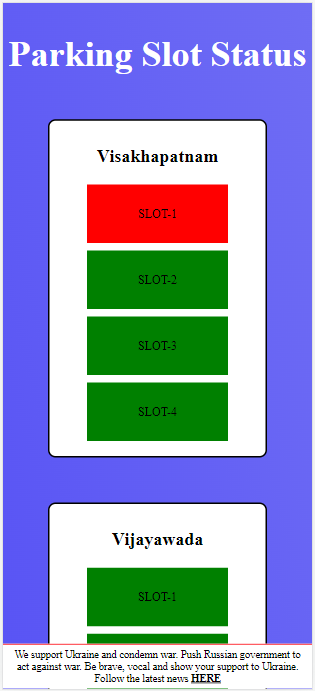 Parking Slot Status
Visakhapatnam
SLOT-1
SLOT-2
SLOT-3
SLOT-4
Vijayawada
SLOT-1
We support Ukraine and condemn war. Push Russian government to
act against war. Be brave, vocal and show your support to Ukraine.
Follow the latest news HERE